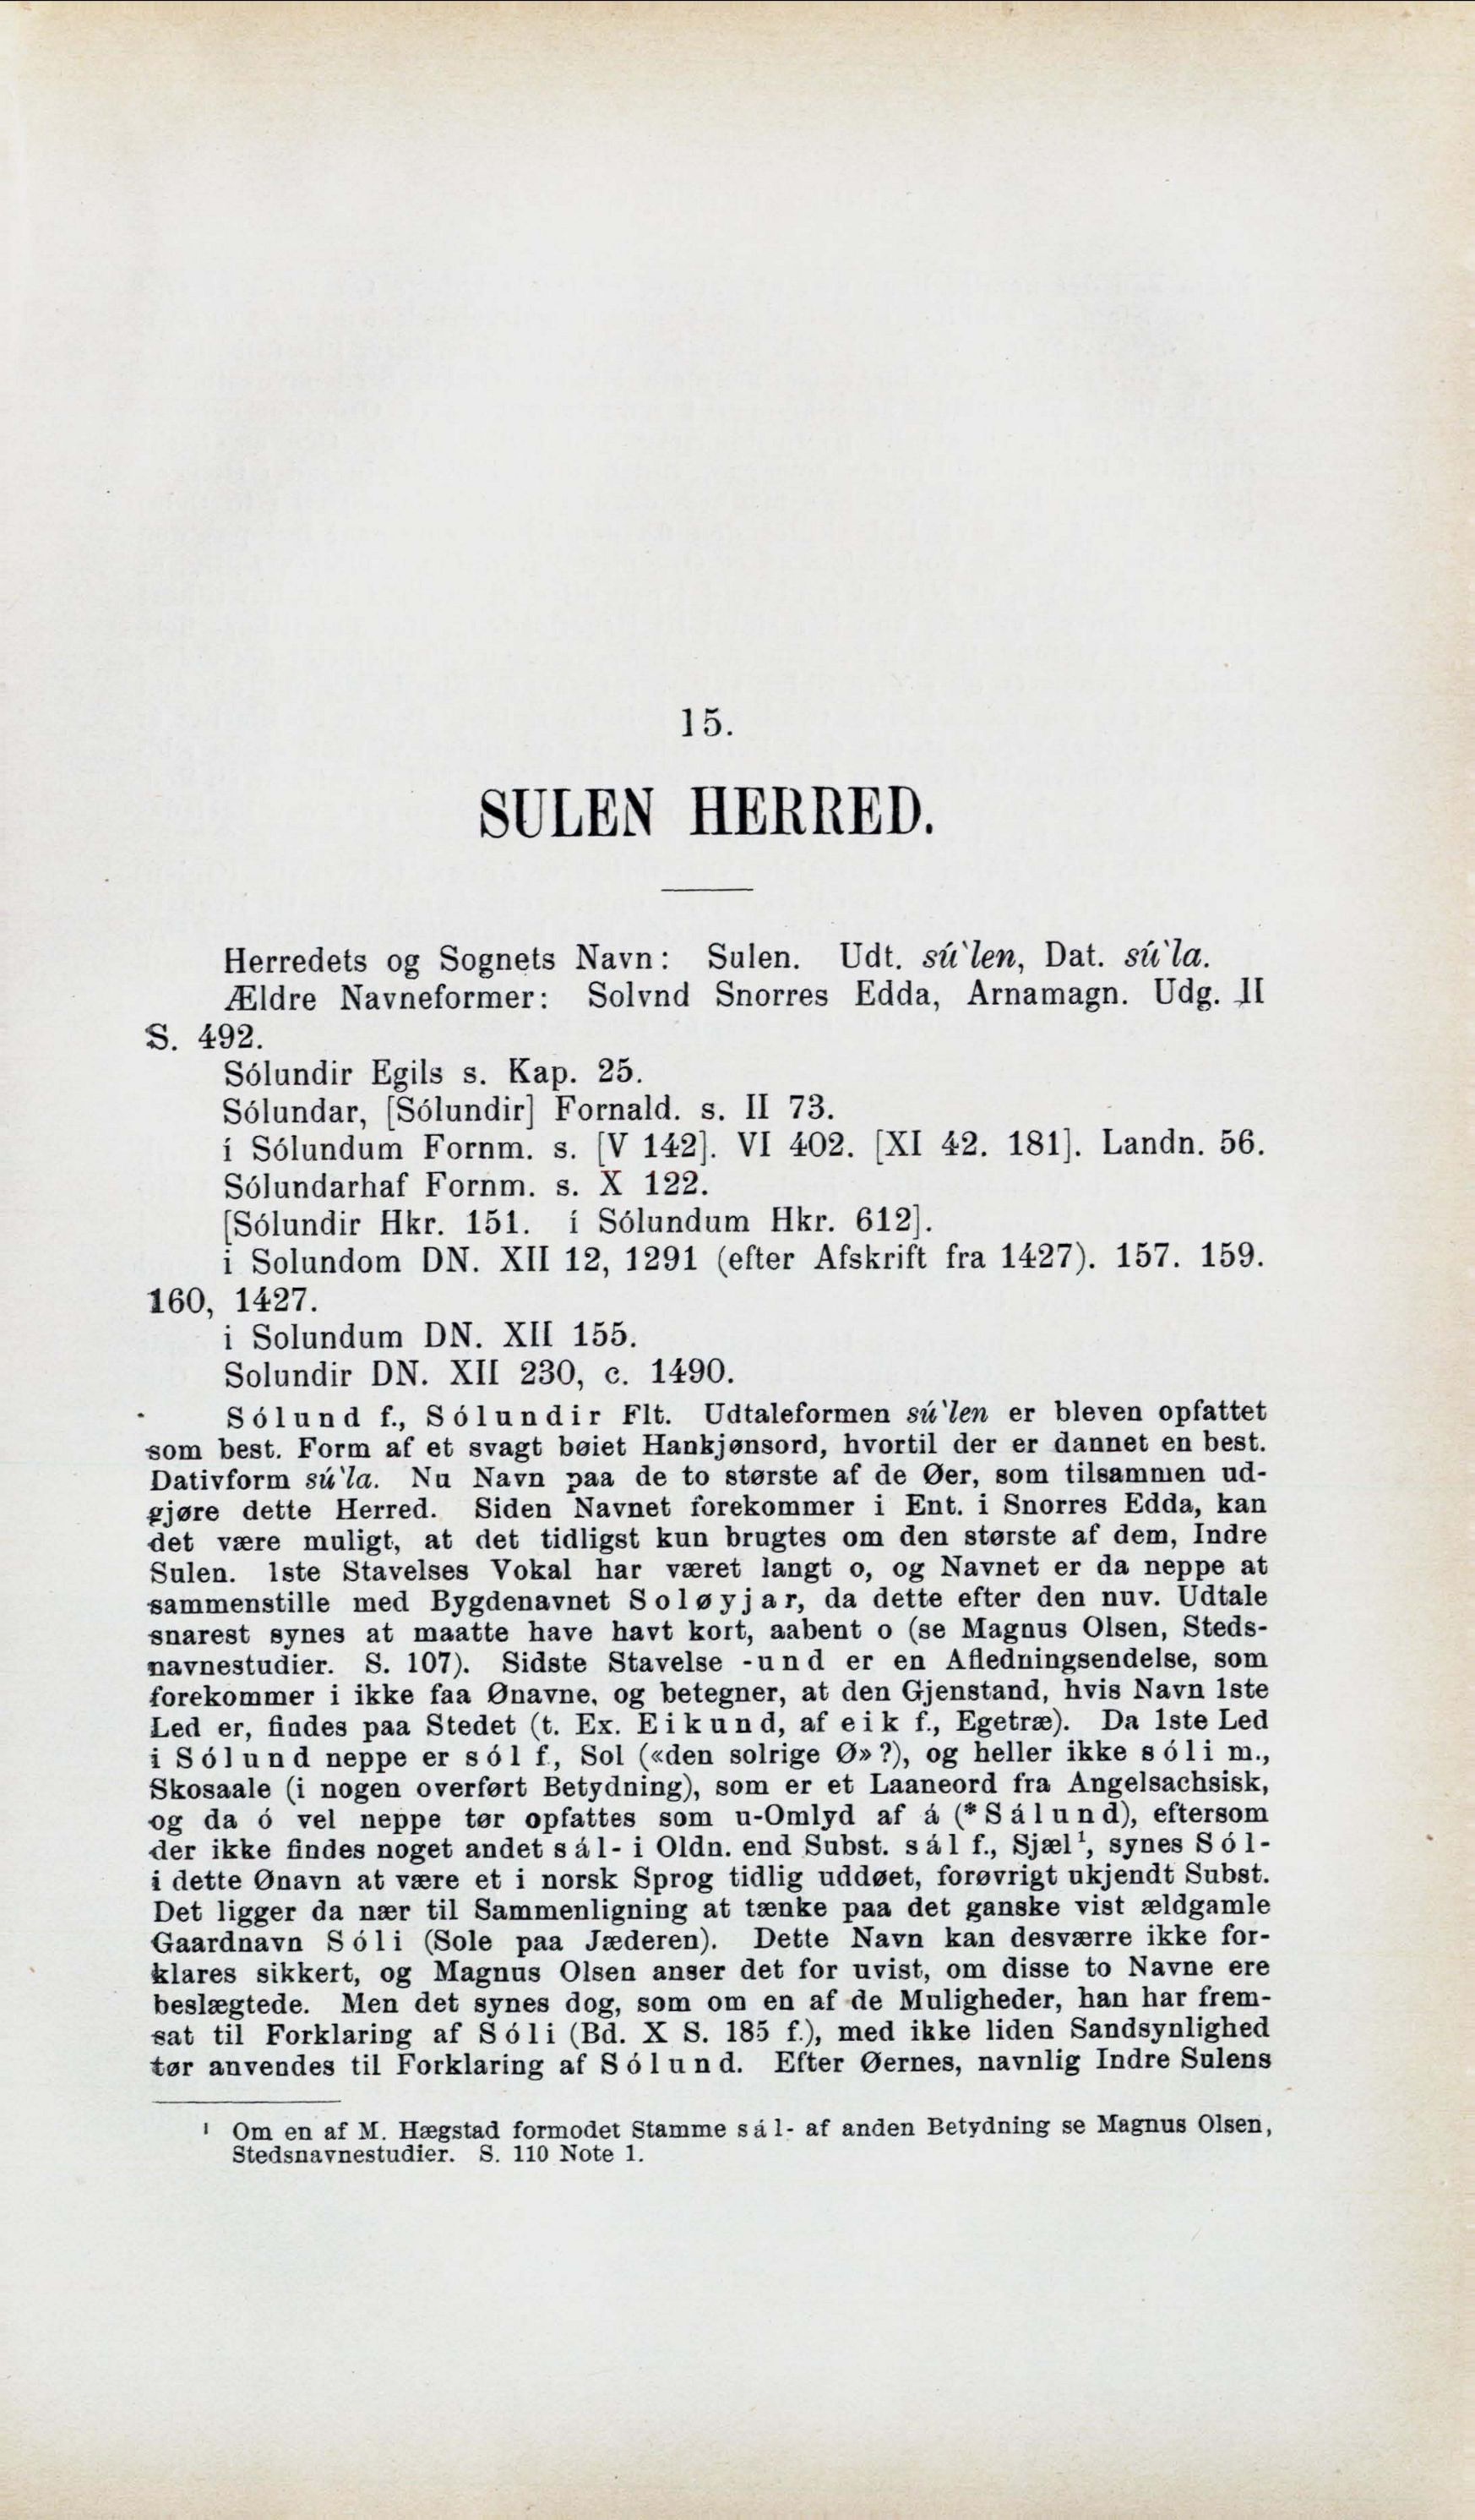 15.
SULEN HERRED.
Herredets og Sognets Navn: Sulen. Udt. sú`len, Dat. sú`la.
Ældre Navneformer: Solvnd Snorres Edda, Arnamagn. Udg. II
S. 492.
Sólundir Egils s. Kap. 25.
Sólundar, [Sólundir] Fornald. s. II 73.
í Sólundum Fornm. s. [V 142]. VI 402. [XI 42. 181]. Landn. 56.
Sólundarhaf Fornm. s. X 122.
[Sólundir Hkr. 151. í Sólundum Hkr. 612].
i Solundom DN. XII 12, 1291 (efter Afskrift fra 1427). 157. 159.
160, 1427.
i Solundum DN. XII 155.
Solundir DN. XII 230, c. 1490.
Sólund f., Sólundir Flt. Udtaleformen sú`len er bleven opfattet
som best. Form af et svagt bøiet Hankjønsord, hvortil der er dannet en best.
Dativform sú`la. Nu Navn paa de to største af de Øer, som tilsammen ud-
gjøre dette Herred. Siden Navnet forekommer i Ent. i Snorres Edda, kan
det være muligt, at det tidligst kun brugtes om den største af dem, Indre
Sulen. 1ste Stavelses Vokal har været langt o, og Navnet er da neppe at
sammenstille med Bygdenavnet Soløyjar, da dette efter den nuv. Udtale
snarest synes at maatte have havt kort, aabent o (se Magnus Olsen, Steds-
navnestudier. S. 107). Sidste Stavelse -und er en Afledningsendelse, som
forekommer i ikke faa Ønavne, og betegner, at den Gjenstand, hvis Navn 1ste
Led er, findes paa Stedet (t. Ex. Eikund, af eik f., Egetræ). Da 1ste Led
i Sólund neppe er sól f, Sol («den solrige Ø»?), og heller ikke sóli m.,
Skosaale (i nogen overført Betydning), som er et Laaneord fra Angelsachsisk,
og da ó vel neppe tør opfattes som u-Omlyd af á (*Sálund), eftersom
der ikke findes noget andet sál- i Oldn. end Subst. sál f., Sjæl¹, synes Sól-
i dette Ønavn at være et i norsk Sprog tidlig uddøet, forøvrigt ukjendt Subst.
Det ligger da nær til Sammenligning at tænke paa det ganske vist ældgamle
Gaardnavn Sóli (Sole paa Jæderen). Dette Navn kan desværre ikke for-
klares sikkert, og Magnus Olsen anser det for uvist, om disse to Navne ere
beslægtede. Men det synes dog, som om en af de Muligheder, han har frem-
sat til Forklaring af Sóli (Bd. X S. 185 f.), med ikke liden Sandsynlighed
tør anvendes til Forklaring af Sólund. Efter Øernes, navnlig Indre Sulens
¹ Om en af M. Hægstad formodet Stamme sál- af anden Betydning se Magnus Olsen,
Stedsnavnestudier. S. 110 Note 1.